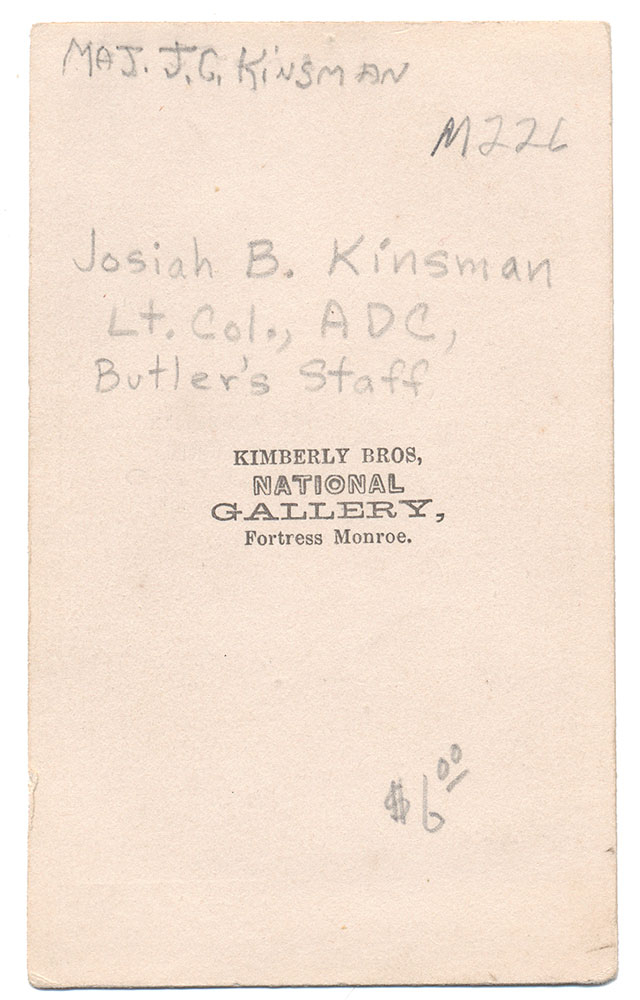 MAJ. J.C. KiNSMAN
M226
Josiah B. Kinsman
Lt. Col., ADC,
Butler's Staff
KIMBERLY BROS,
NATIONAL
GALLERY,
Fortress Monroe.
$6.00